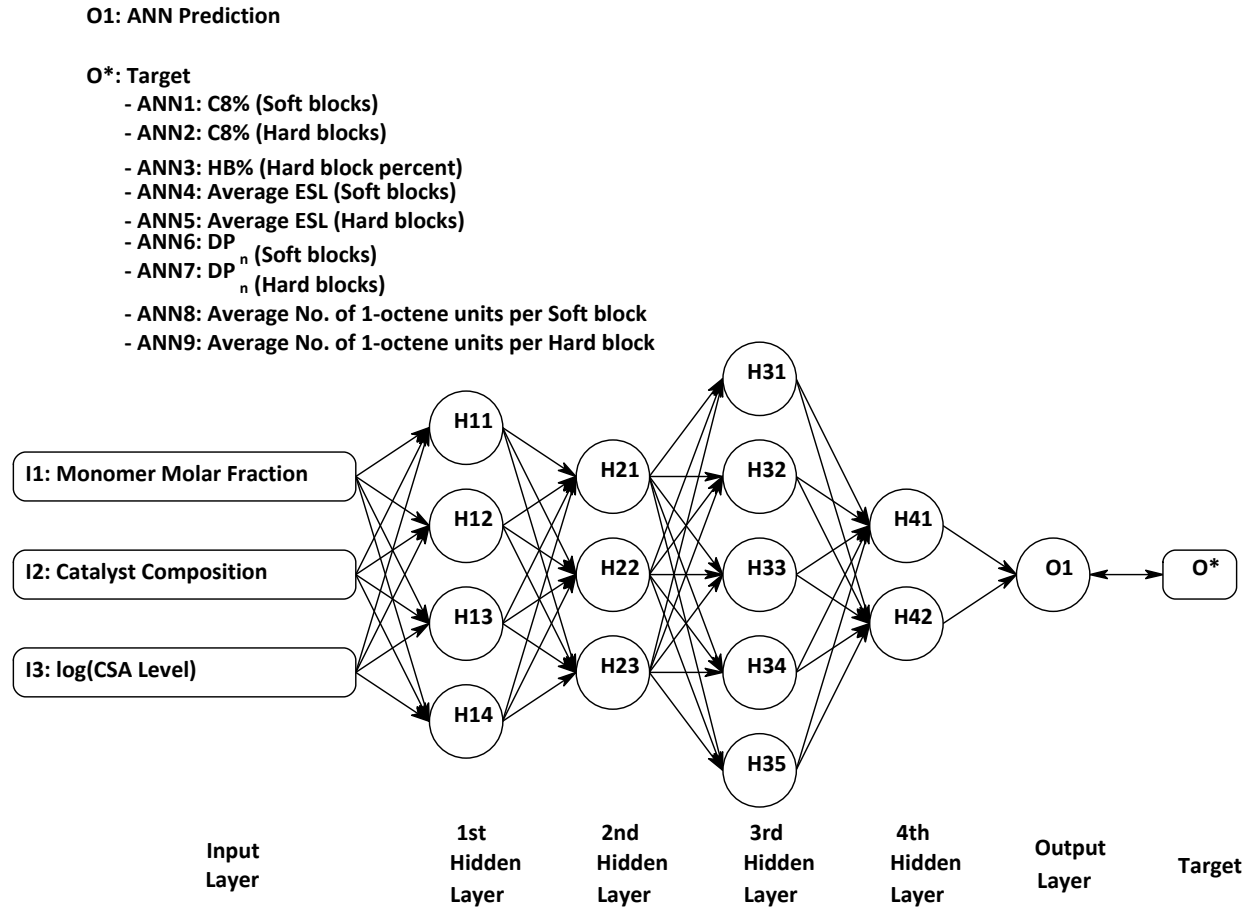 O1: ANN Prediction
O*: Target
- ANN1: C8% (Soft blocks)
- ANN2: C8% (Hard blocks)
- ANN3: HB% (Hard block percent)
- ANN4: Average ESL (Soft blocks)
- ANN5: Average ESL (Hard blocks)
- ANN6: DP n (Soft blocks)
- ANN7: DP n (Hard blocks)
- ANN8: Average No. of 1-octene units per Soft block
- ANN9: Average No. of 1-octene units per Hard block
I1: Monomer Molar Fraction
I2: Catalyst Composition
I3: log(CSA Level)
H11
H12
H13
H14
H21
H22
H23
H31
H32
H33
H34
H35
H41
H42
O1
O*
Input
Layer
1st
Hidden
Layer
2nd
Hidden
Layer
3rd
Hidden
Layer
4th
Hidden
Layer
Output
Layer
Target